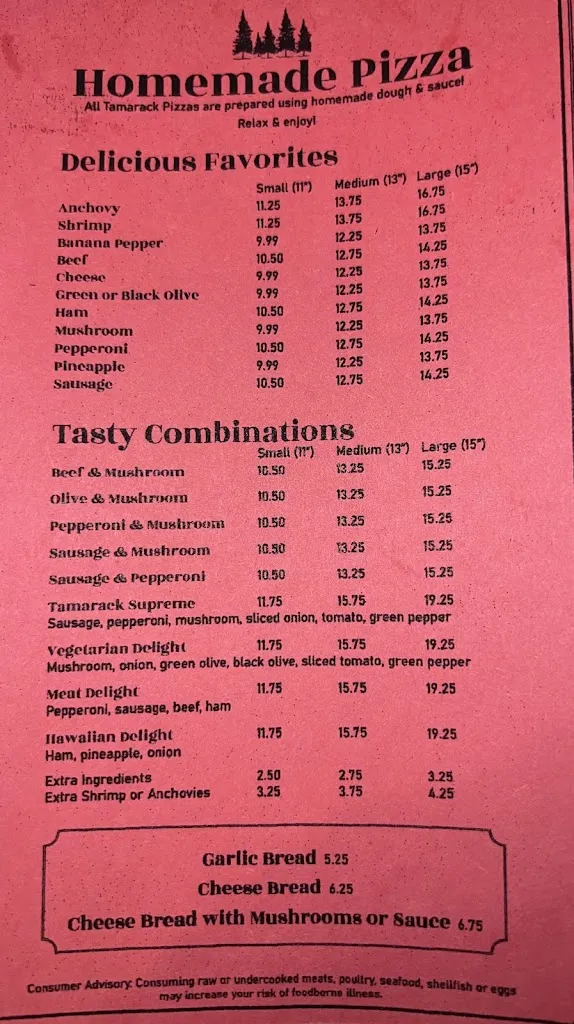 Homemade Pizza
All Tamarack Pizzas are prepared using homemade dough & sauce!
Relax & enjoy!
Delicious Favorites
Small (11") Medium (13") Large (15")
Anchovy 11.25 13.75 16.75
Shrimp 11.25 13.75 16.75
Banana Pepper 9.99 12.25 13.75
Beef 10.50 12.75 14.25
Cheese 9.99 12.25 13.75
Green or Black Olive 9.99 12.25 13.75
Ham 10.50 12.75 14.25
Mushroom 9.99 12.25 13.75
Pepperoni 10.50 12.75 14.25
Pineapple 9.99 12.25 13.75
Sausage 10.50 12.75 14.25
Tasty Combinations
Small (11") Medium (13") Large (15")
Beef & Mushroom 10.50 13.25 15.25
Olive & Mushroom 10.50 13.25 15.25
Pepperoni & Mushroom 10.50 13.25 15.25
Sausage & Mushroom 10.50 13.25 15.25
Sausage & Pepperoni 10.50 13.25 15.25
Tamarack Supreme 11.75 15.75 19.25
Sausage, pepperoni, mushroom, sliced onion, tomato, green pepper
Vegetarian Delight 11.75 15.75 19.25
Mushroom, onion, green olive, black olive, sliced tomato, green pepper
Meat Delight 11.75 15.75 19.25
Pepperoni, sausage, beef, ham
Hawaiian Delight 11.75 15.75 19.25
Ham, pineapple, onion
Extra Ingredients 2.50 2.75 3.25
Extra Shrimp or Anchovies 3.25 3.75 4.25
Garlic Bread 5.25
Cheese Bread 6.25
Cheese Bread with Mushrooms or Sauce 6.75
Consumer Advisory: Consuming raw or undercooked meats, poultry, seafood, shellfish or eggs
may increase your risk of foodborne illness.